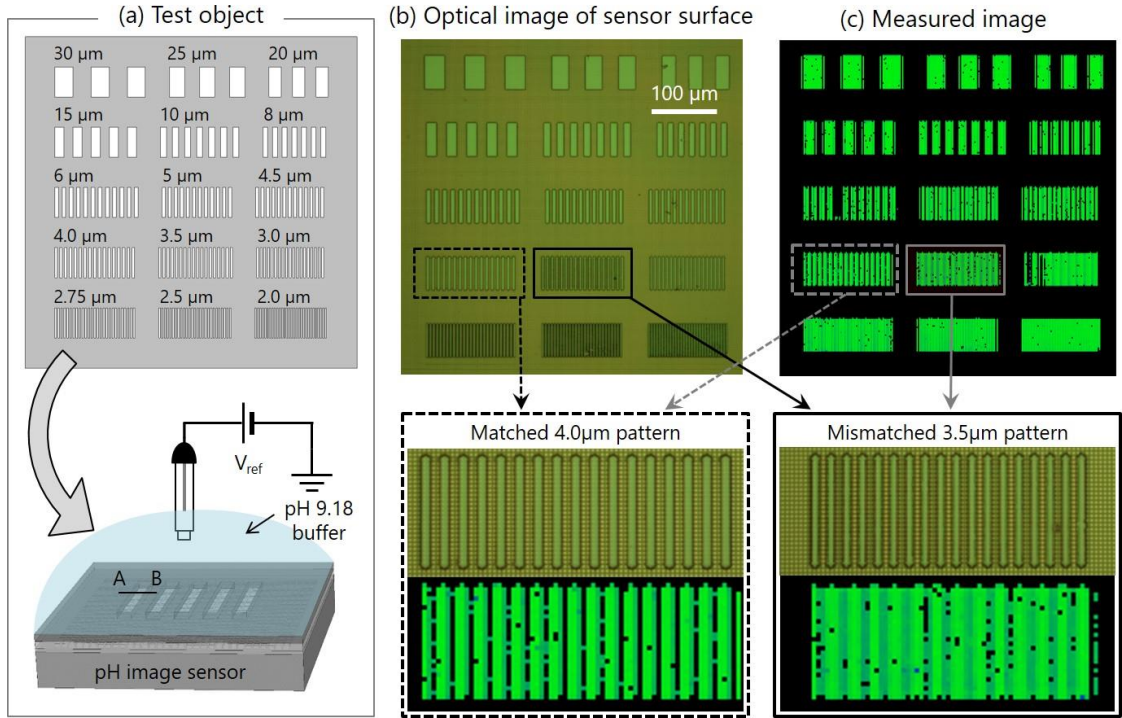 (a) Test object
30 μm 25 μm 20 μm
15 μm 10 μm 8 μm
6 μm 5 μm 4.5 μm
4.0 μm 3.5 μm 3.0 μm
2.75 μm 2.5 μm 2.0 μm
Vref
pH 9.18
buffer
A B
pH image sensor
(b) Optical image of sensor surface
100 μm
(c) Measured image
Matched 4.0μm pattern
Mismatched 3.5μm pattern